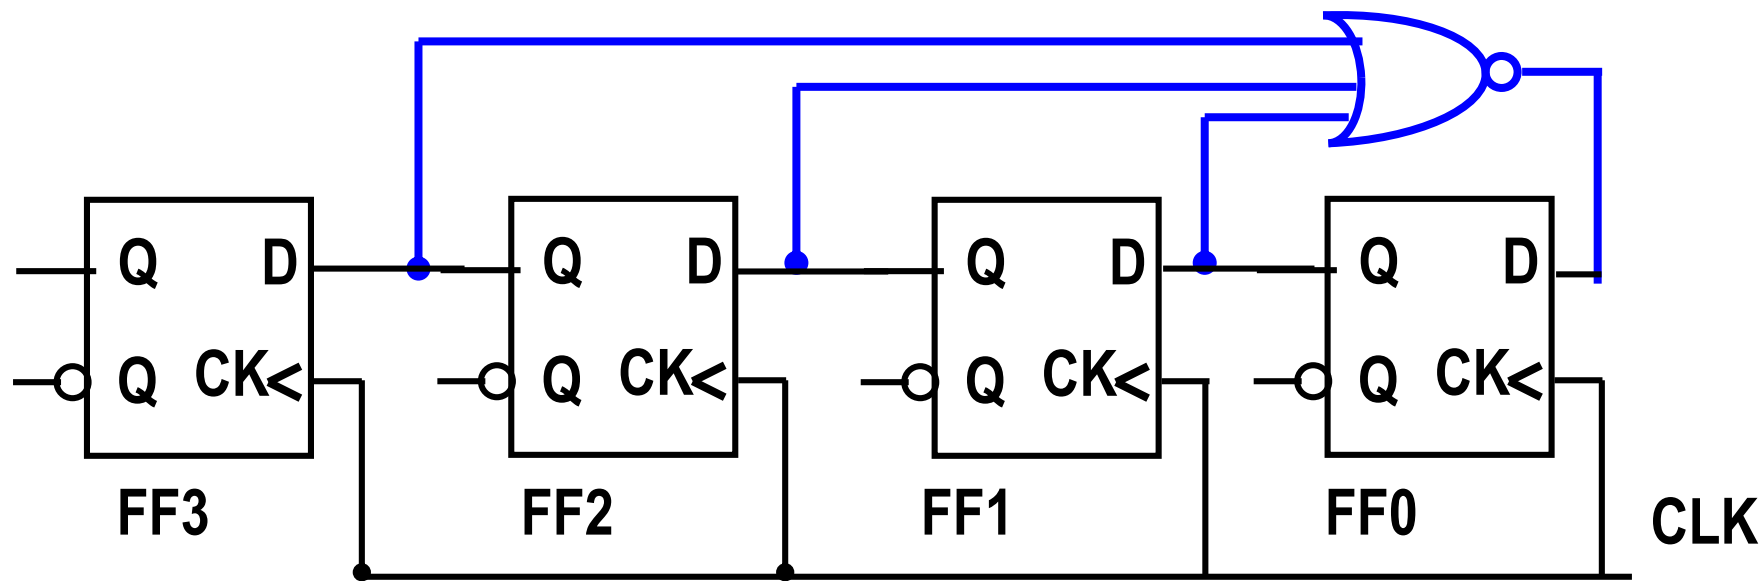 Q D Q D Q D Q D
Q CK< Q CK< Q CK< Q CK<
FF3 FF2 FF1 FF0 CLK